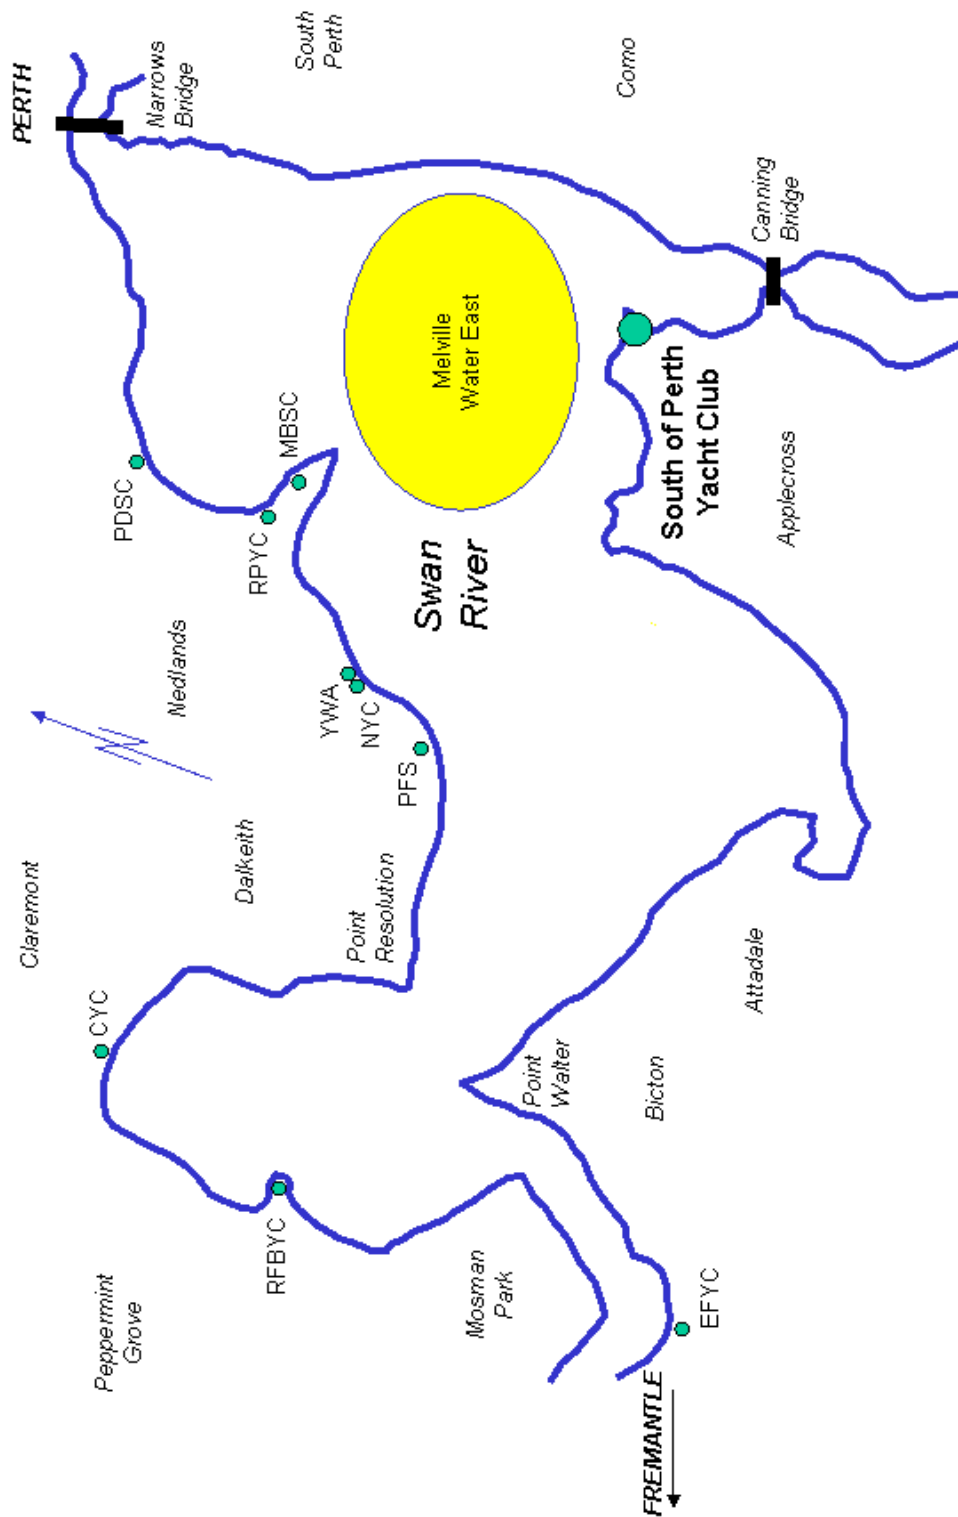 PERTH
Narrows
Bridge
South
Perth
Como
Canning
Bridge
Melville
Water East
MBSC
RPYC
PDSC
South of Perth
Yacht Club
Applecross
Swan
River
Nedlands
YWA
NYC
PFS
Dalkeith
Claremont
Point
Resolution
CYC
Attadale
Point
Walter
Bicton
RFBYC
Mosman
Park
Peppermint
Grove
EFYC
FREMANTLE